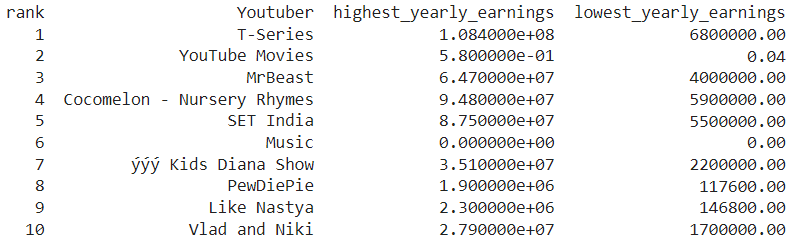 rank Youtuber highest_yearly_earnings lowest_yearly_earnings
1 T-Series 1.084000e+08 6800000.00
2 YouTube Movies 5.800000e-01 0.04
3 MrBeast 6.470000e+07 4000000.00
4 Cocomelon - Nursery Rhymes 9.480000e+07 5900000.00
5 SET India 8.750000e+07 5500000.00
6 Music 0.000000e+00 0.00
7 ýýý Kids Diana Show 3.510000e+07 2200000.00
8 PewDiePie 1.900000e+06 117600.00
9 Like Nastya 2.300000e+06 146800.00
10 Vlad and Niki 2.790000e+07 1700000.00